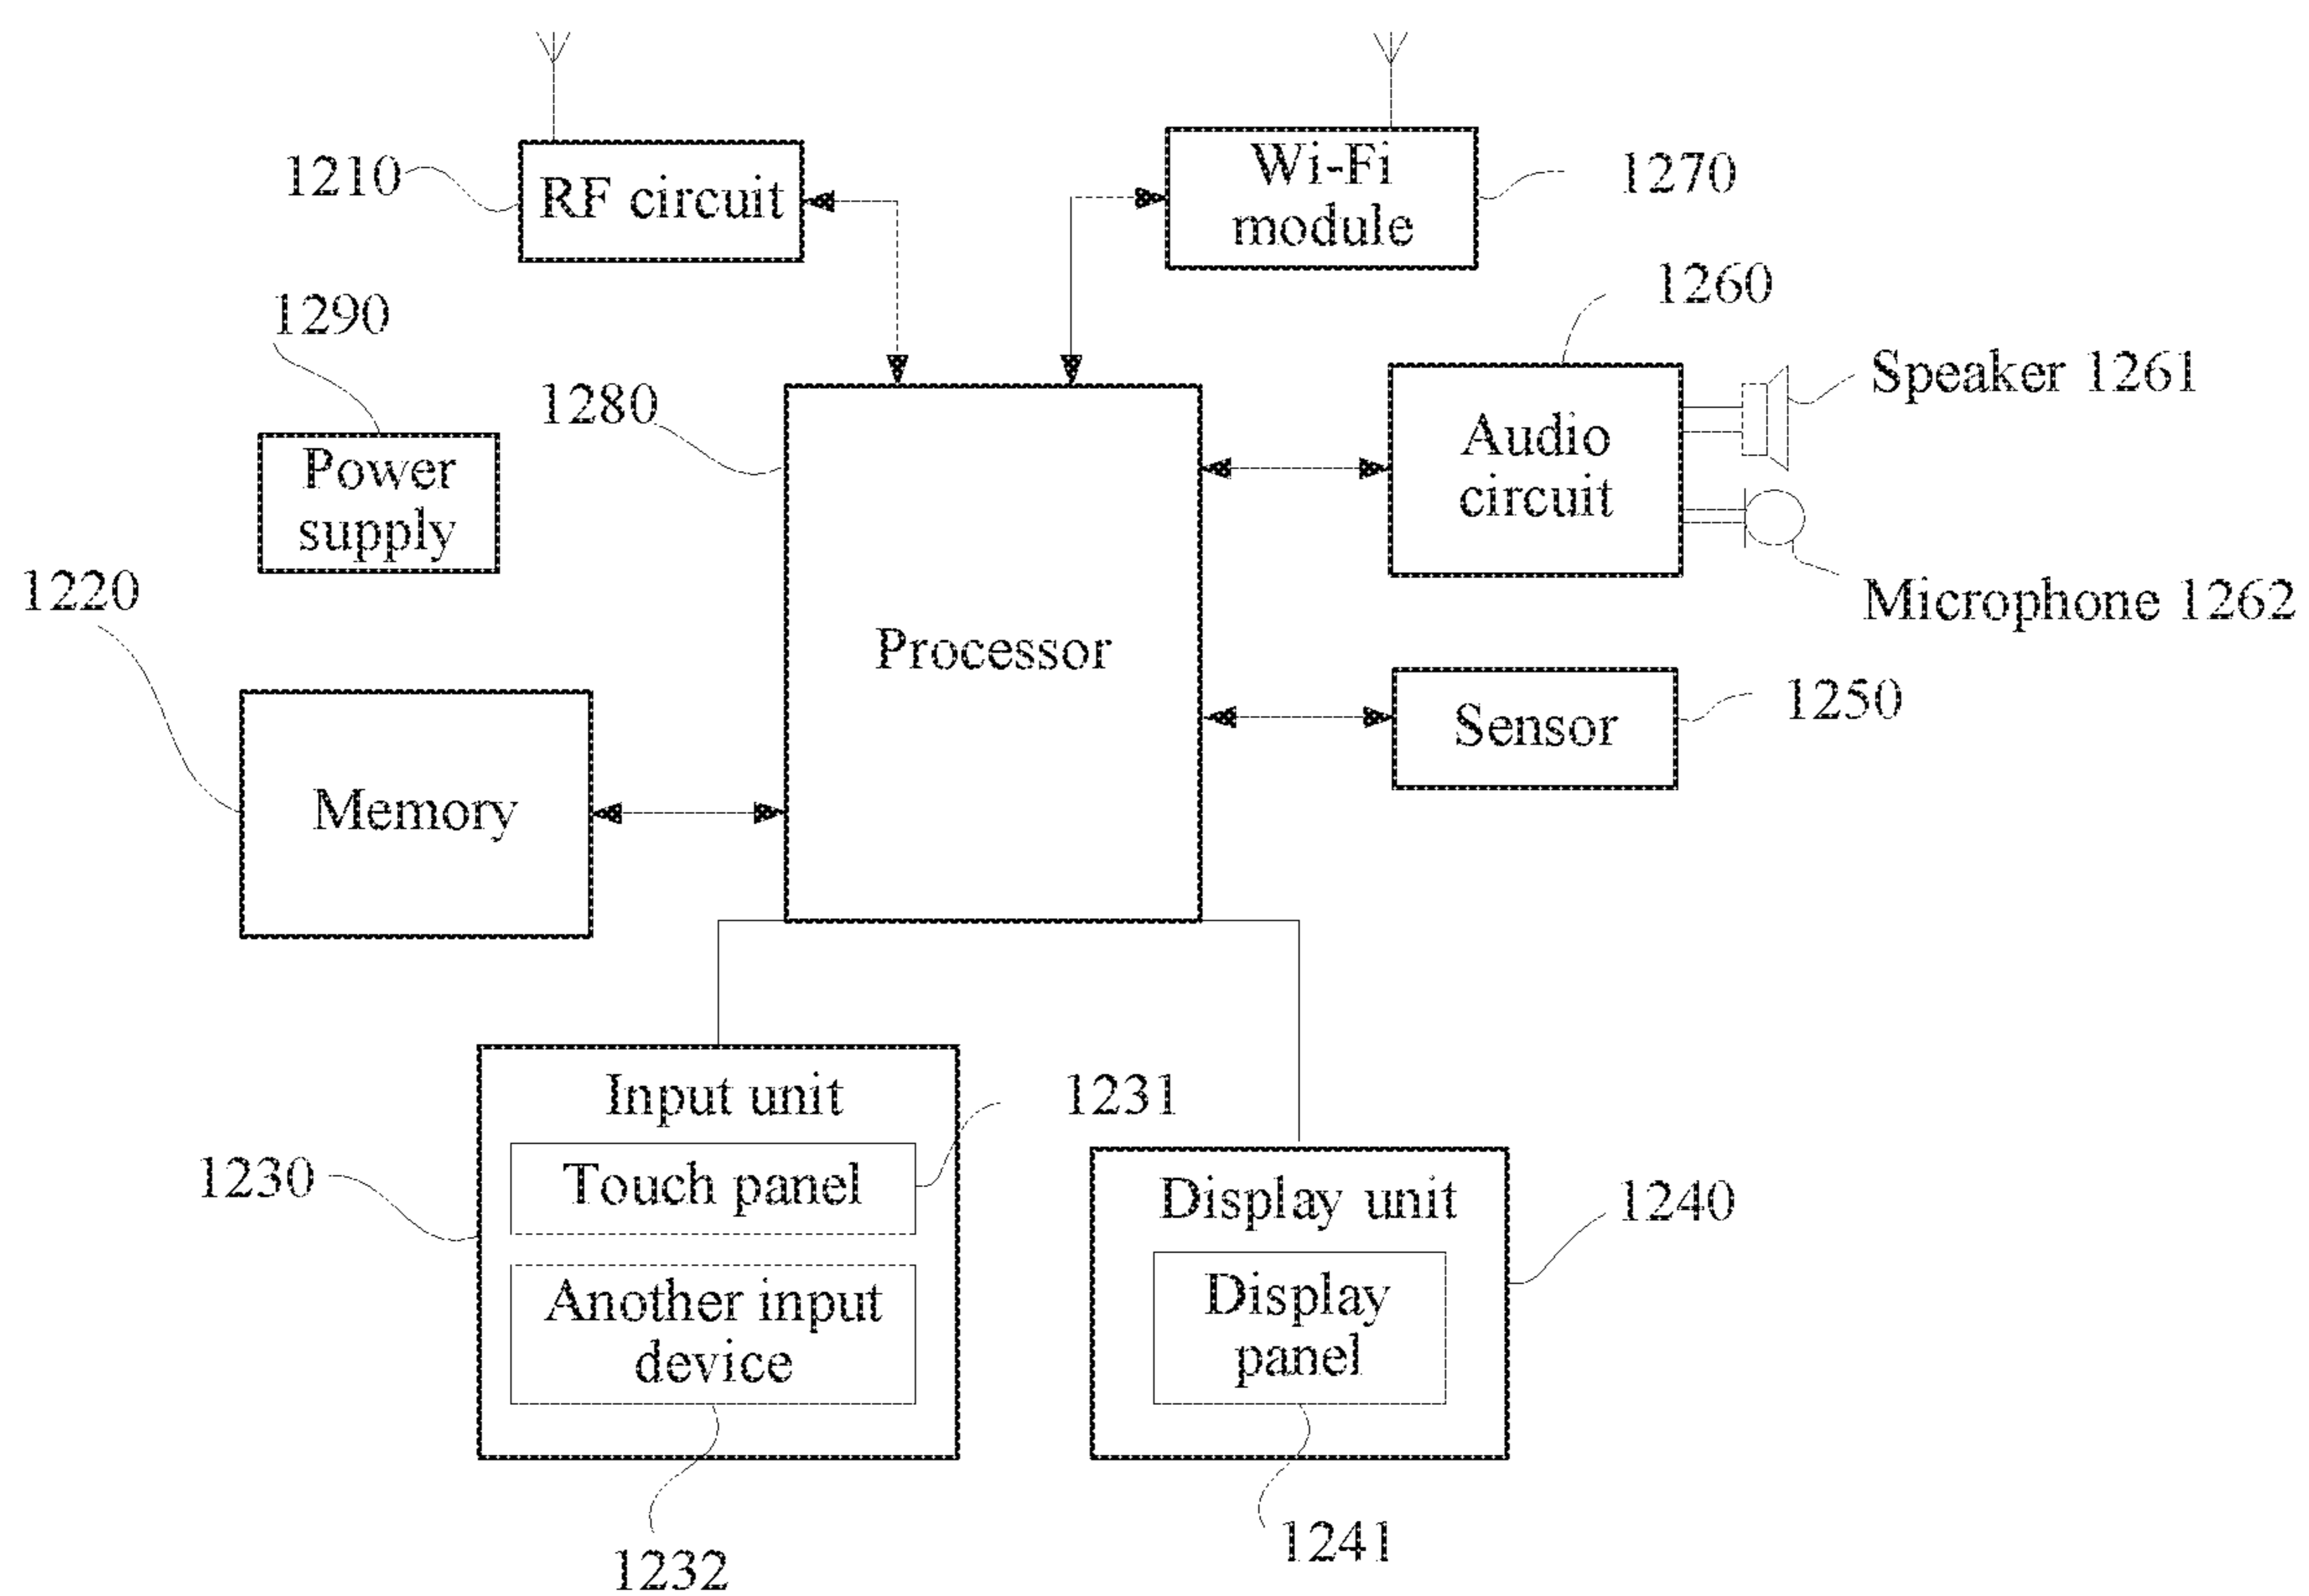 1210
RF circuit
Wi-Fi
module
1270
1290
Power
supply
1280
Processor
1260
Audio
circuit
Speaker 1261
Microphone 1262
1220
Memory
Sensor
1250
Input unit
1231
Touch panel
1230
Another input
device
1232
Display unit
1240
Display
panel
1241